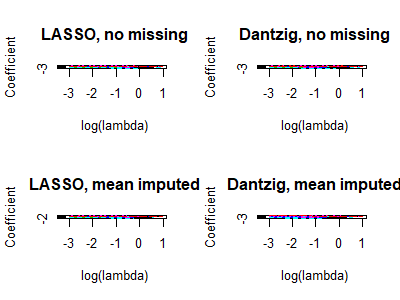 LASSO, no missing
Dantzig, no missing
Coefficient
-3
-3 -2 -1 0 1
log(lambda)
Coefficient
-3
-3 -2 -1 0 1
log(lambda)
LASSO, mean imputed
Dantzig, mean imputed
Coefficient
-2
-3 -2 -1 0 1
log(lambda)
Coefficient
-3
-3 -2 -1 0 1
log(lambda)